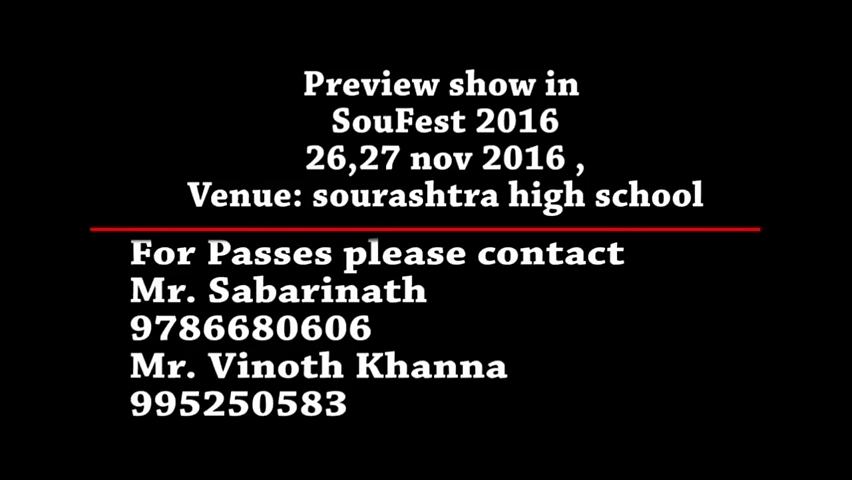 Preview show in
SouFest 2016
26,27 nov 2016 ,
Venue: sourashtra high school
For Passes please contact
Mr. Sabarinath
9786680606
Mr. Vinoth Khanna
995250583